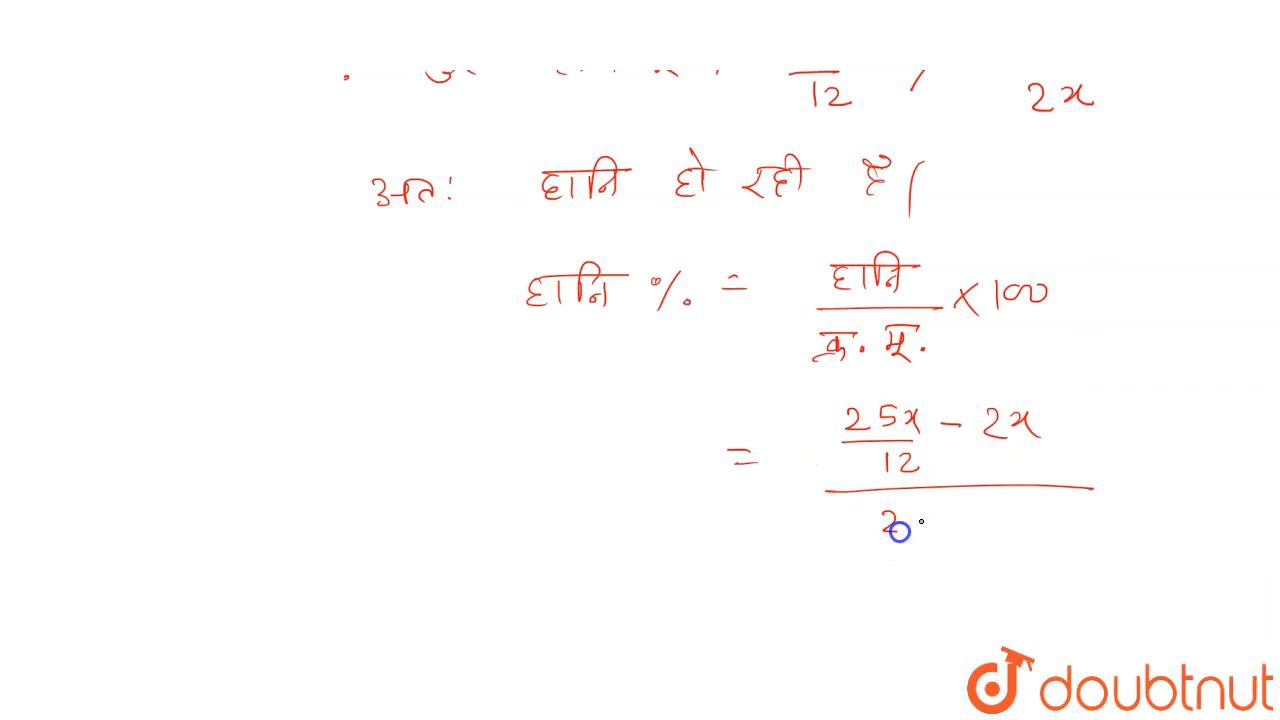 12 2x
अतः हानि हो रही है|
हानि %. = हानि / क्र. मू. × 100
= 25x / 12 - 2x
2
doubtnut